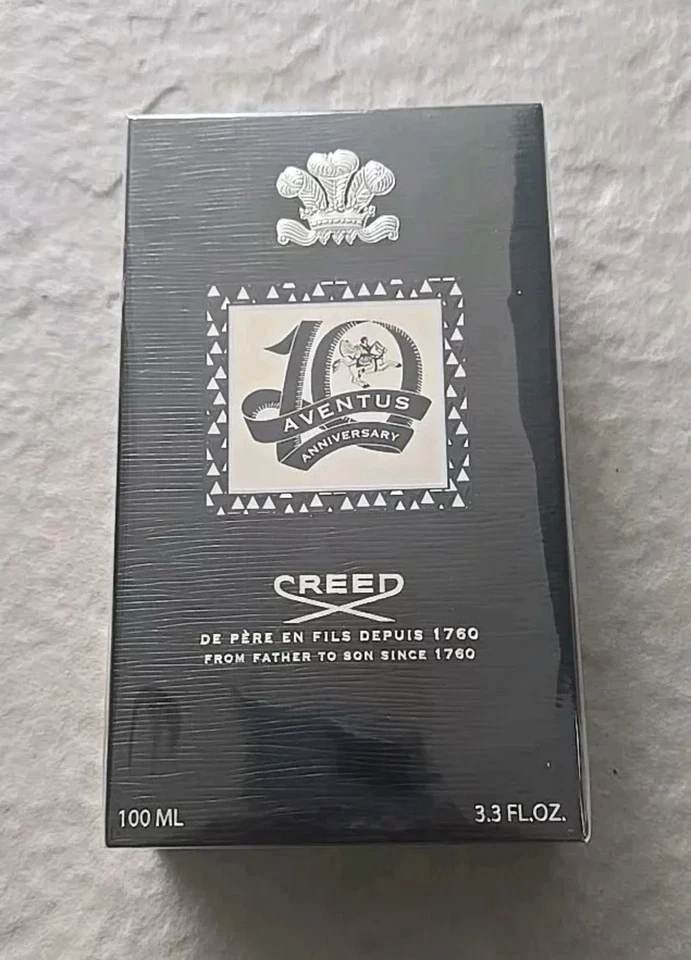 10
AVENTUS
ANNIVERSARY
CREED
DE PÈRE EN FILS DEPUIS 1760
FROM FATHER TO SON SINCE 1760
100 ML
3.3 FL.OZ.